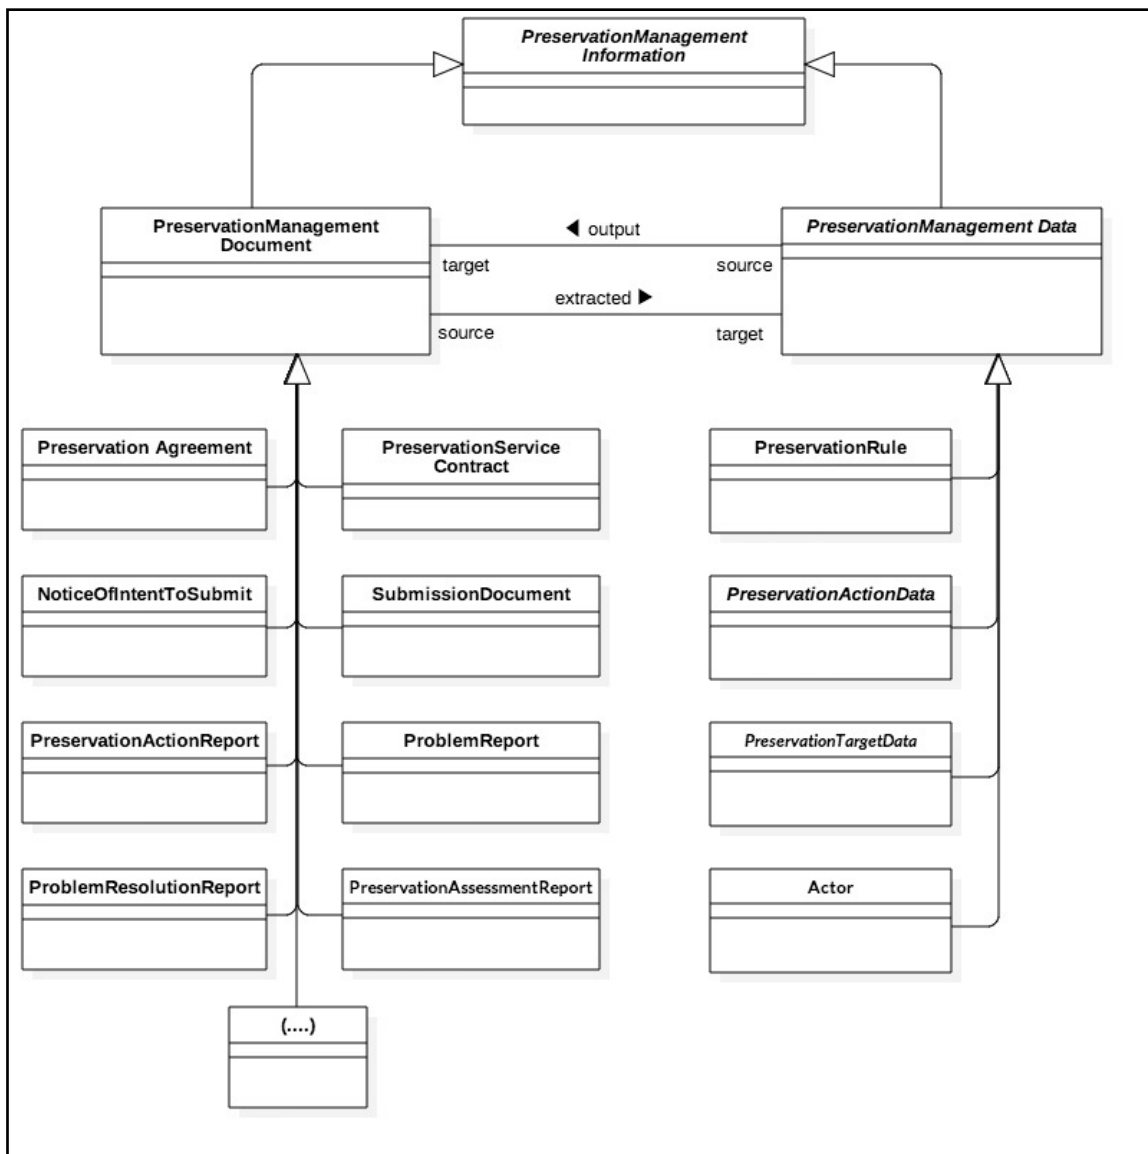 PreservationManagement
Information
PreservationManagement
Document
◀ output
PreservationManagement Data
target
source
extracted ▶
source
target
Preservation Agreement
PreservationService
Contract
PreservationRule
NoticeOfIntentToSubmit
SubmissionDocument
PreservationActionData
PreservationActionReport
ProblemReport
PreservationTargetData
ProblemResolutionReport
PreservationAssessmentReport
Actor
(....)